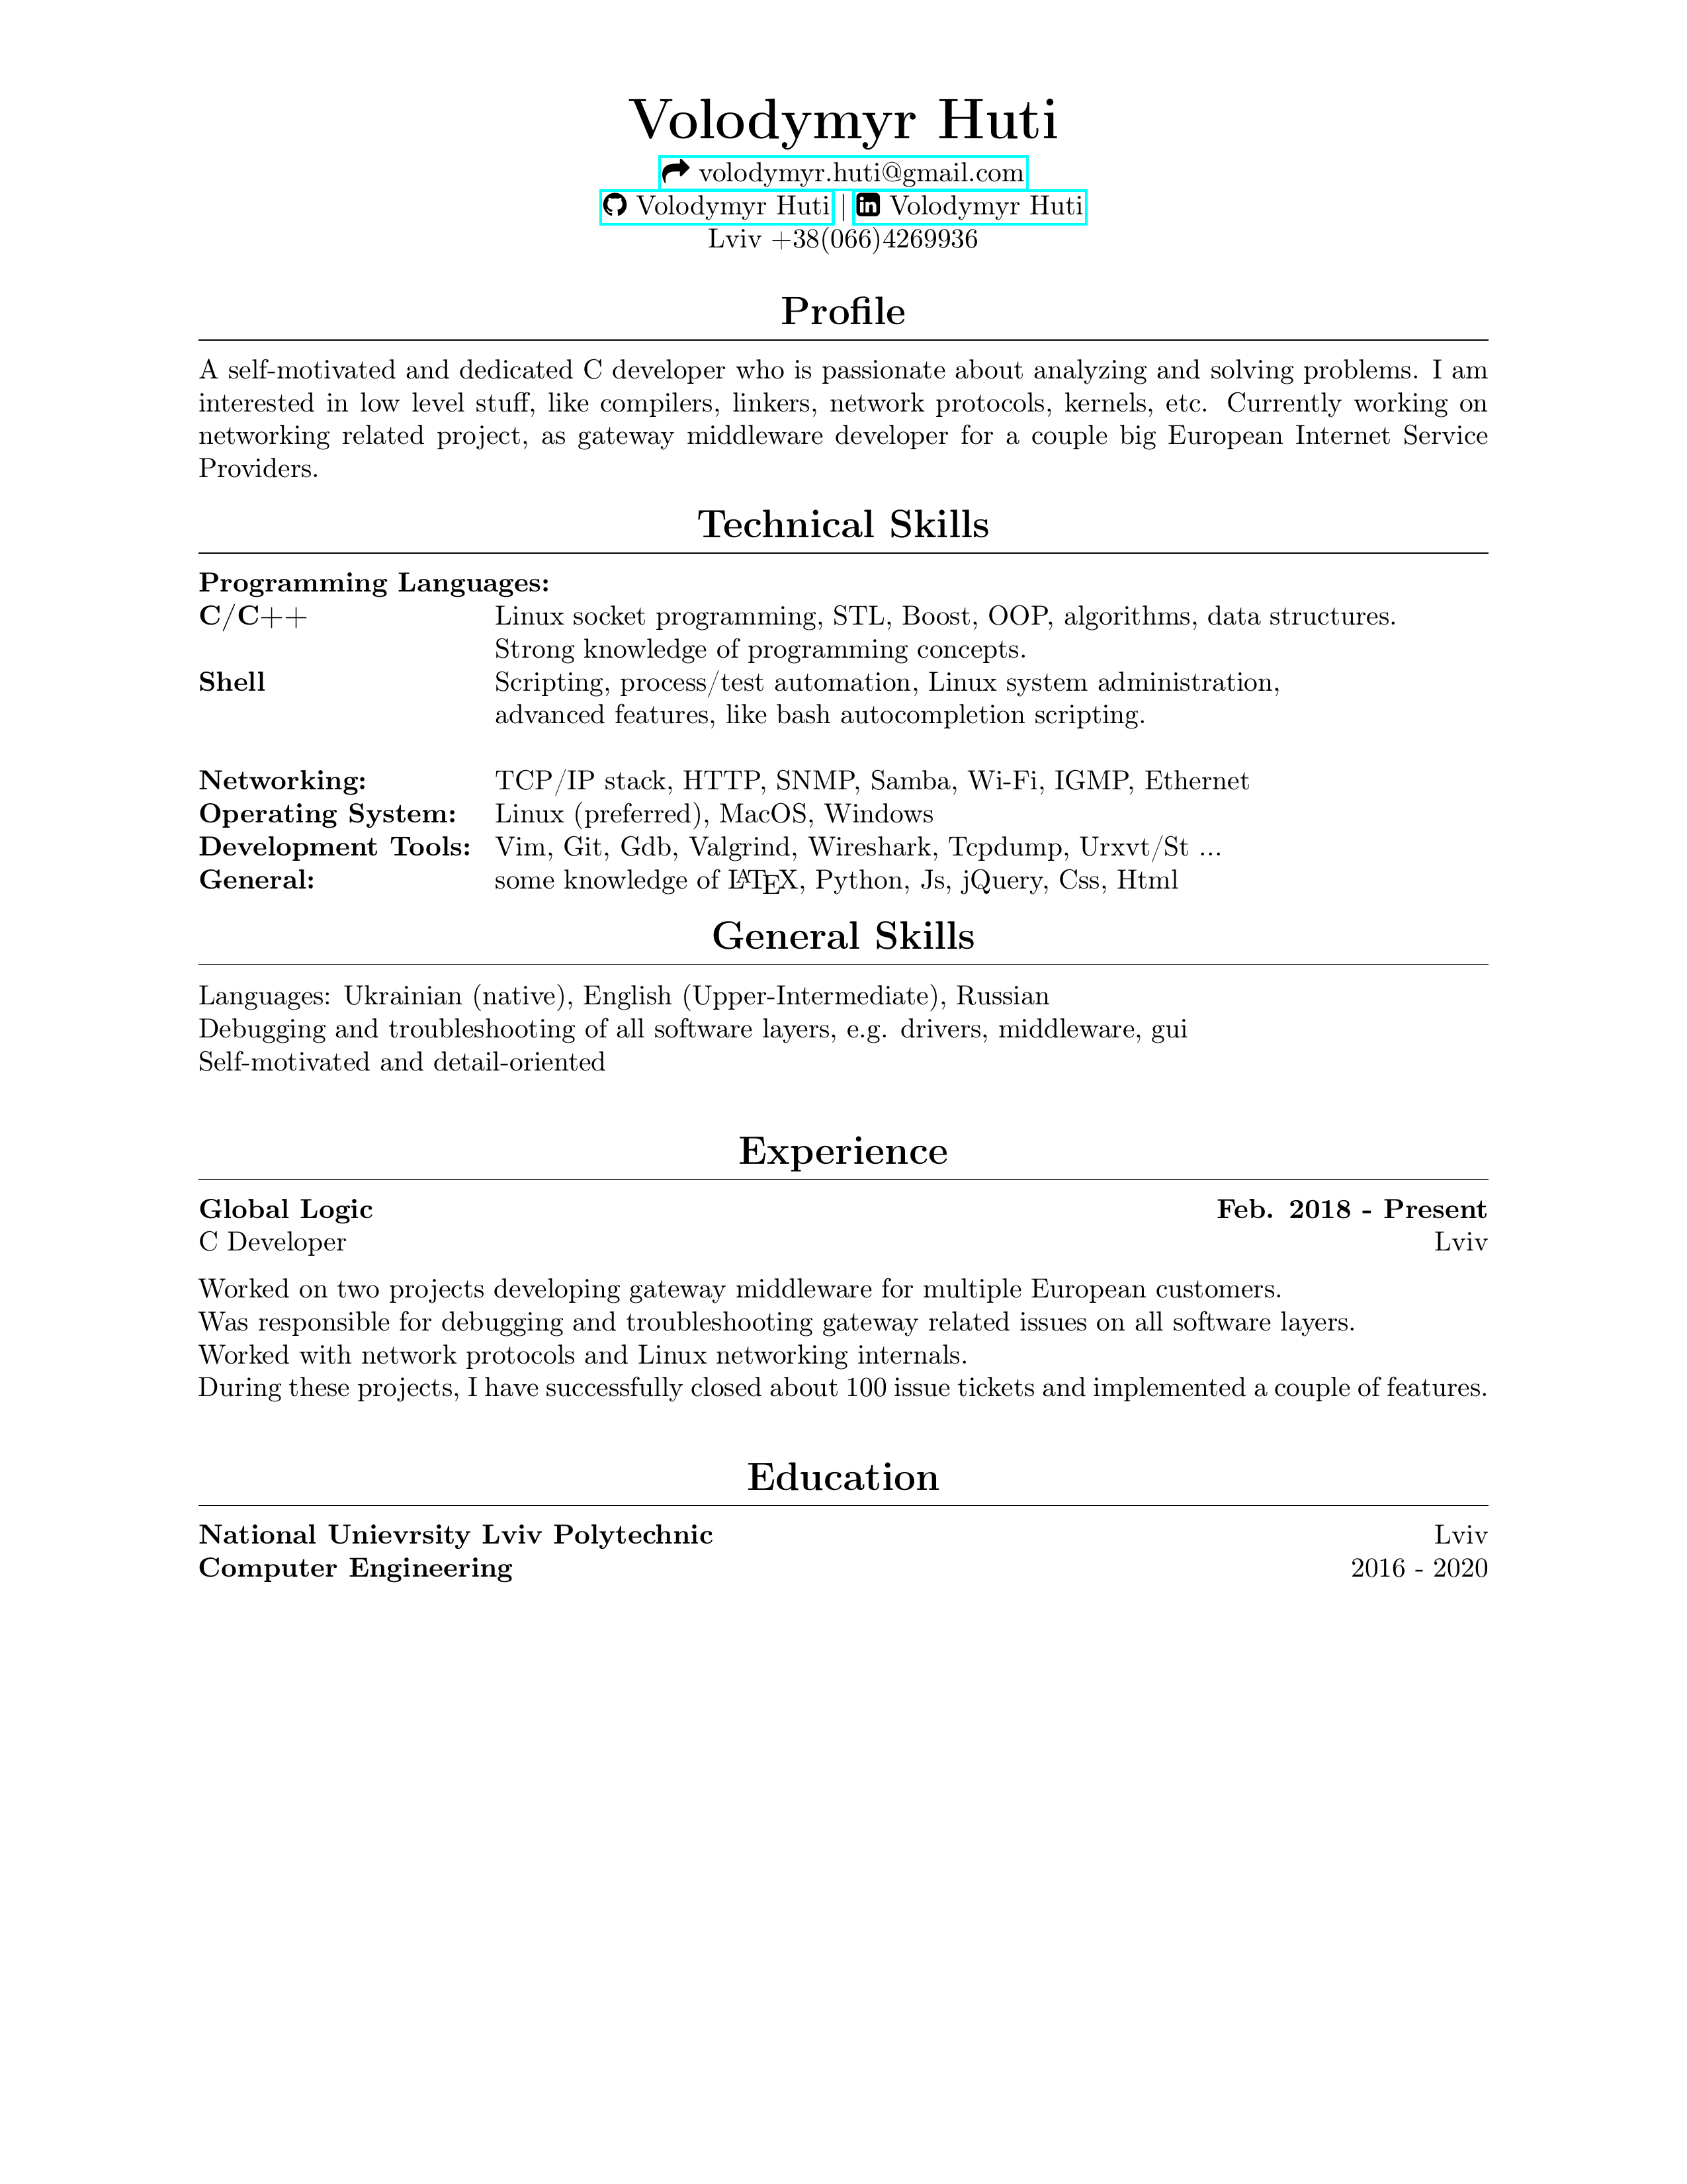 Volodymyr Huti
volodymyr.huti@gmail.com
Volodymyr Huti | Volodymyr Huti
Lviv +38(066)4269936
Profile
A self-motivated and dedicated C developer who is passionate about analyzing and solving problems. I am
interested in low level stuff, like compilers, linkers, network protocols, kernels, etc. Currently working on
networking related project, as gateway middleware developer for a couple big European Internet Service
Providers.
Technical Skills
Programming Languages:
C/C++ Linux socket programming, STL, Boost, OOP, algorithms, data structures.
Strong knowledge of programming concepts.
Shell Scripting, process/test automation, Linux system administration,
advanced features, like bash autocompletion scripting.
Networking: TCP/IP stack, HTTP, SNMP, Samba, Wi-Fi, IGMP, Ethernet
Operating System: Linux (preferred), MacOS, Windows
Development Tools: Vim, Git, Gdb, Valgrind, Wireshark, Tcpdump, Urxvt/St ...
General: some knowledge of LATEX, Python, Js, jQuery, Css, Html
General Skills
Languages: Ukrainian (native), English (Upper-Intermediate), Russian
Debugging and troubleshooting of all software layers, e.g. drivers, middleware, gui
Self-motivated and detail-oriented
Experience
Global Logic Feb. 2018 - Present
C Developer Lviv
Worked on two projects developing gateway middleware for multiple European customers.
Was responsible for debugging and troubleshooting gateway related issues on all software layers.
Worked with network protocols and Linux networking internals.
During these projects, I have successfully closed about 100 issue tickets and implemented a couple of features.
Education
National Unievrsity Lviv Polytechnic Lviv
Computer Engineering 2016 - 2020